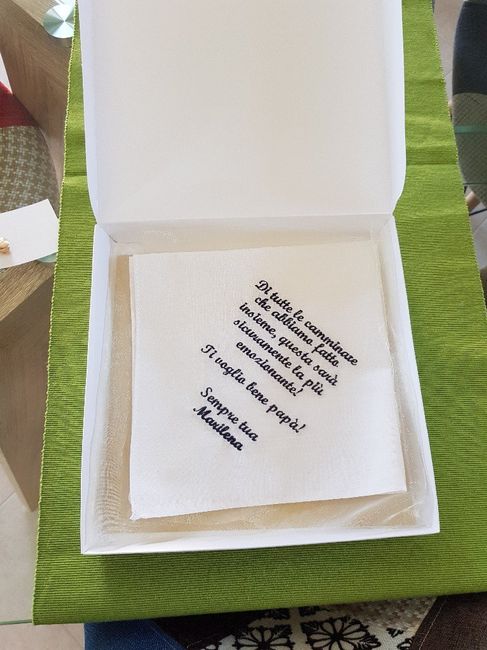 Di tutte le camminate
che abbiamo fatto
insieme, questa sarà
sicuramente la più
emozionante!
Ti voglio bene papà!
Sempre tua
Marilena